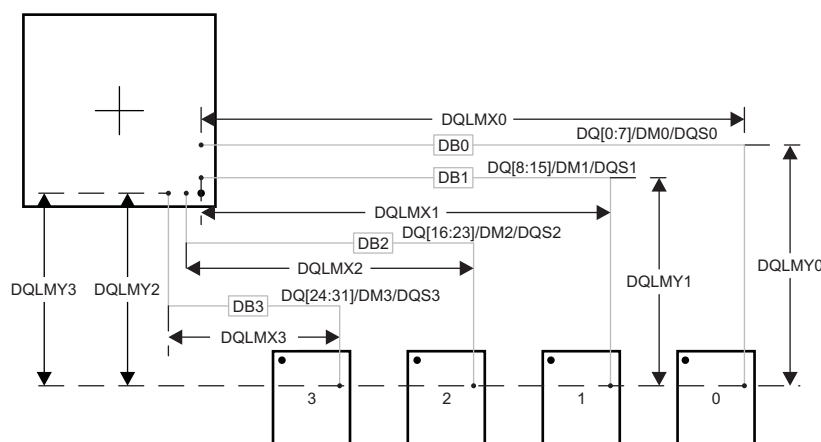 DQLMX0
DQ[0:7]/DM0/DQS0
DB0
DQ[8:15]/DM1/DQS1
DB1
DQLMX1
DQ[16:23]/DM2/DQS2
DB2
DQLMX2
DQLMY0
DQLMY3
DQLMY2
DQLMY1
DQ[24:31]/DM3/DQS3
DB3
DQLMX3
3
2
1
0